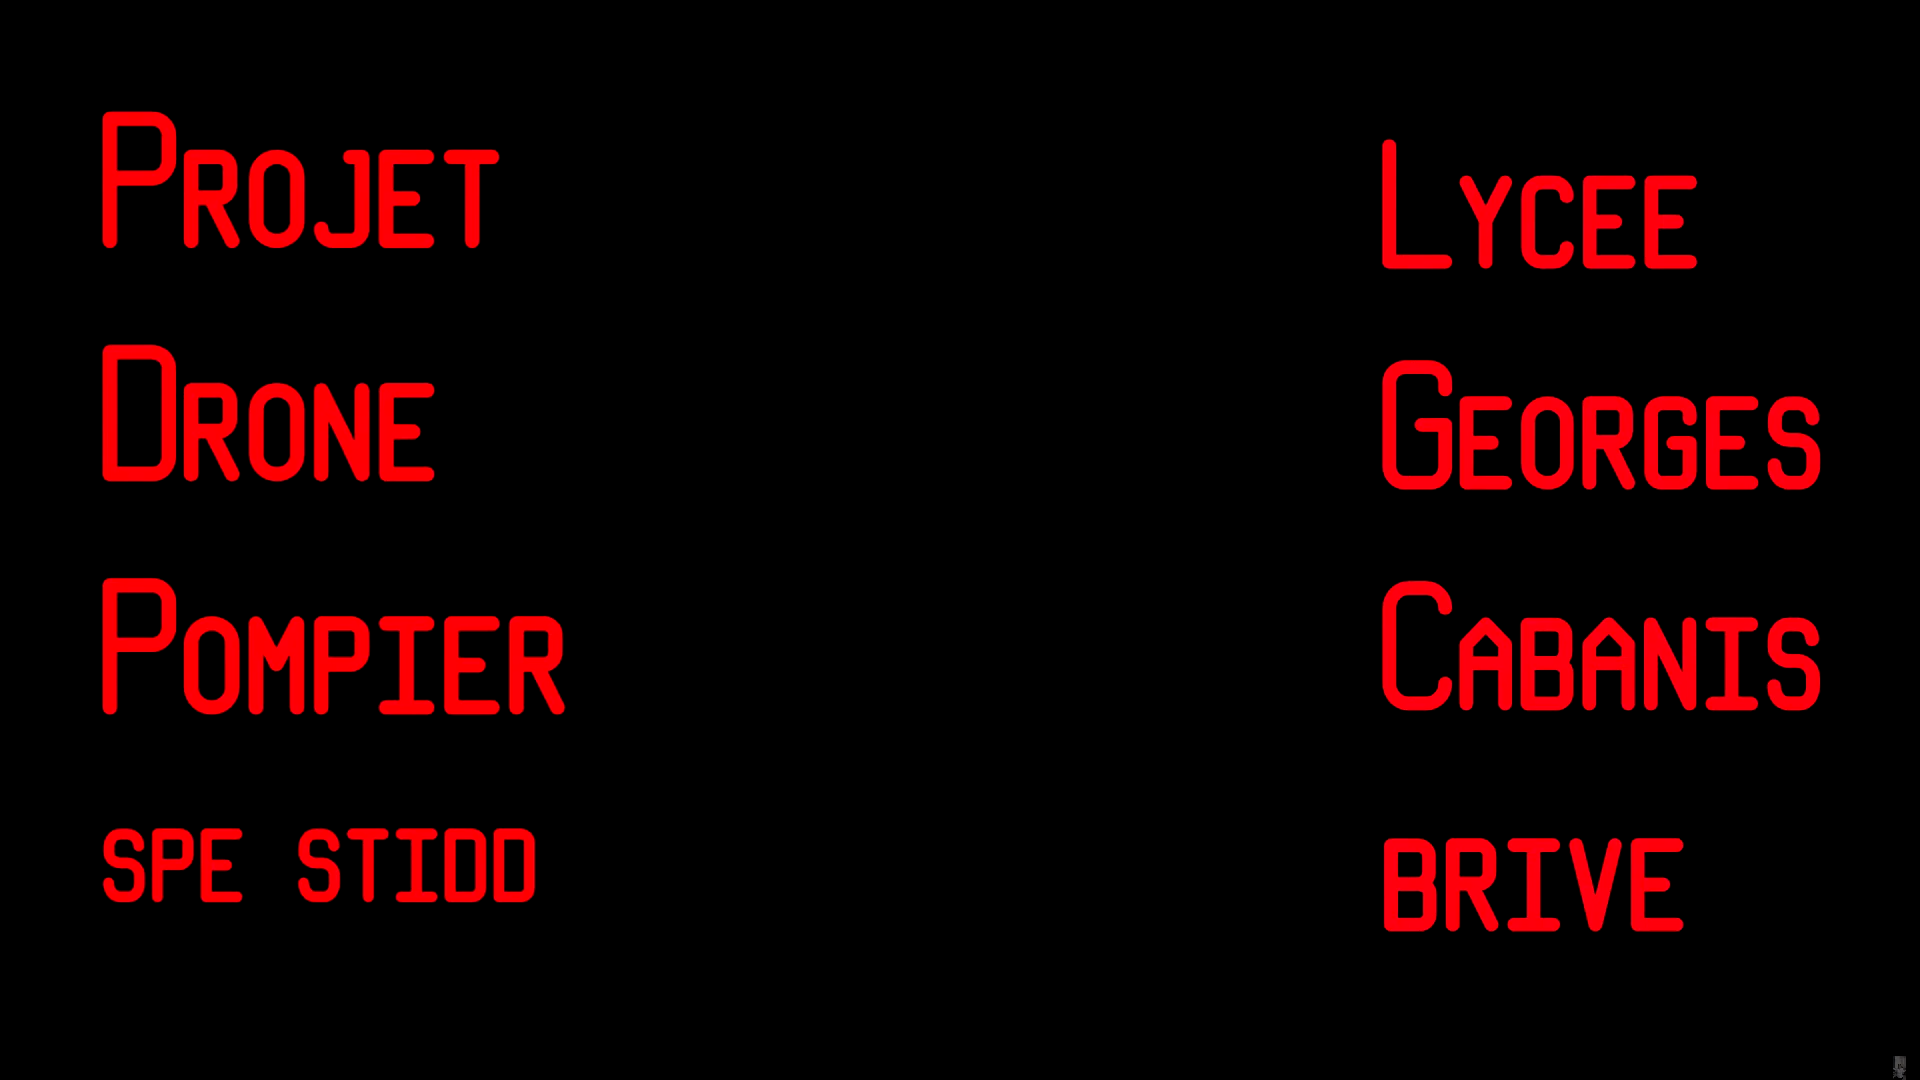 Projet
Drone
Pompier
SPE STIDD
Lycee
Georges
Cabanis
BRIVE